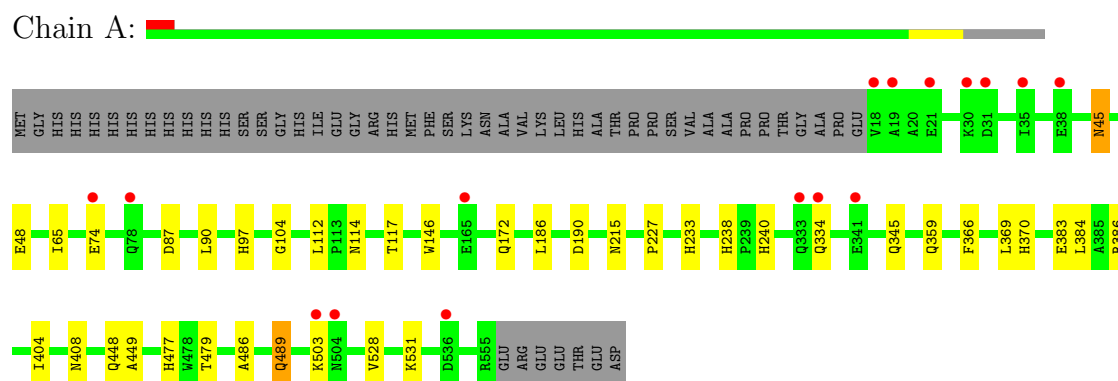 Chain A:
MET GLY HIS HIS HIS HIS HIS HIS HIS HIS HIS HIS SER SER GLY HIS ILE GLU GLY ARG HIS MET PHE SER LYS ASN ALA VAL LYS LEU HIS ALA THR PRO PRO SER VAL ALA ALA PRO PRO THR GLY ALA PRO GLU V18 A19 A20 E21 K30 D31 I35 E38 N45
E48 I65 E74 Q78 D87 L90 H97 G104 L112 P113 N114 T117 W146 E165 Q172 L186 D190 N215 P227 H233 H238 P239 H240 Q333 Q334 E341 Q345 Q359 F366 L369 H370 E383 L384 A385
I404 N408 Q448 A449 H477 W478 T479 A486 Q489 K503 N504 V528 K531 D536 R555 GLU ARG GLU GLU THR GLU ASP